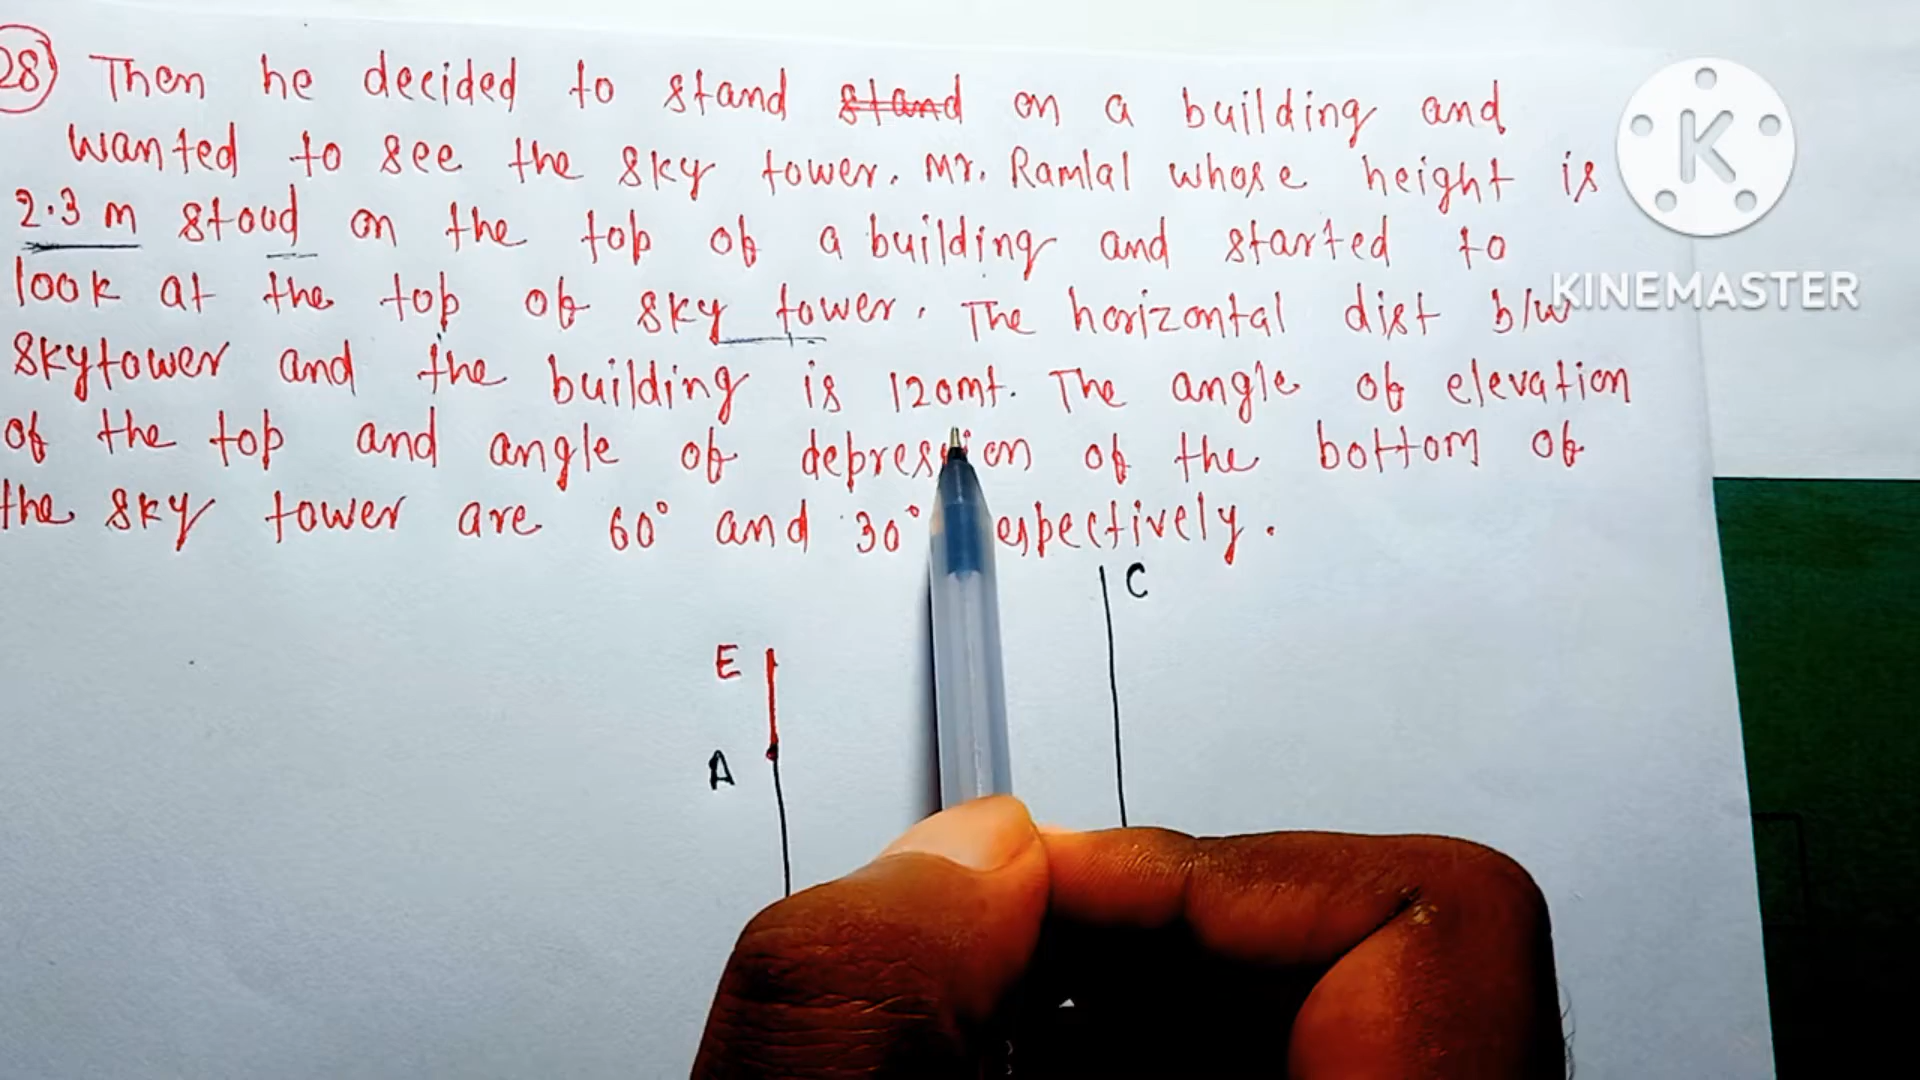 28 Then he decided to stand stand on a building and
wanted to see the sky tower. Mr. Ramlal whose height is
2.3 m stood on the top of a building and started to
look at the top of sky tower. The horizontal dist b/w
skytower and the building is 120mt. The angle of elevation
of the top and angle of depression of the bottom of
the sky tower are 60° and 30° respectively.
K
KINEMASTER
C
E
A